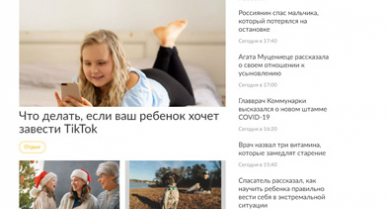 Что делать, если ваш ребенок хочет
завести TikTok
Отдых
Россиянин спас мальчика,
который потерялся на
остановке
Сегодня в 17:40
Агата Муцениеце рассказала
о своем отношении к
усыновлению
Сегодня в 17:00
Главврач Коммунарки
высказался о новом штамме
COVID-19
Сегодня в 16:20
Врач назвал три витамина,
которые замедлят старение
Сегодня в 15:40
Спасатель рассказал, как
научить ребенка правильно
вести себя в экстремальной
ситуации